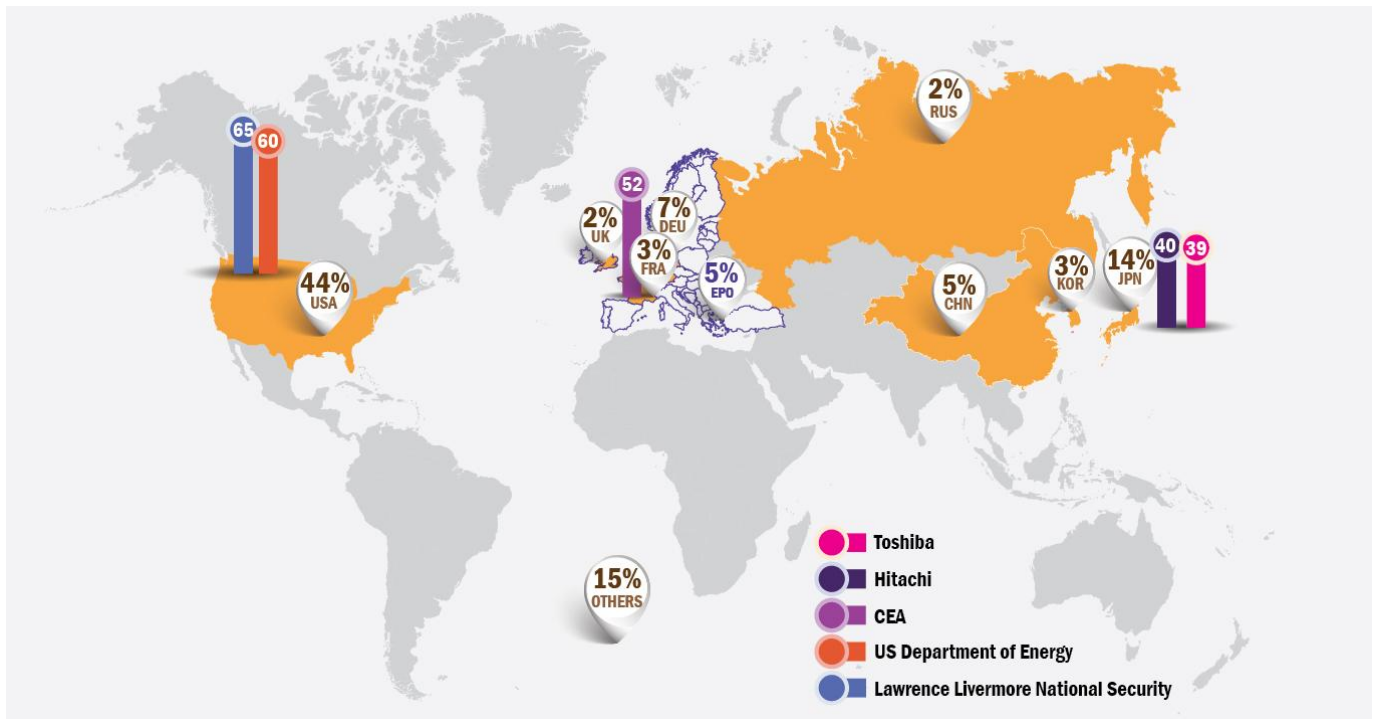 2%
RUS
65
60
52
2%
UK
7%
DEU
3%
FRA
5%
EPO
44%
USA
5%
CHN
3%
KOR
14%
JPN
40
39
15%
OTHERS
Toshiba
Hitachi
CEA
US Department of Energy
Lawrence Livermore National Security